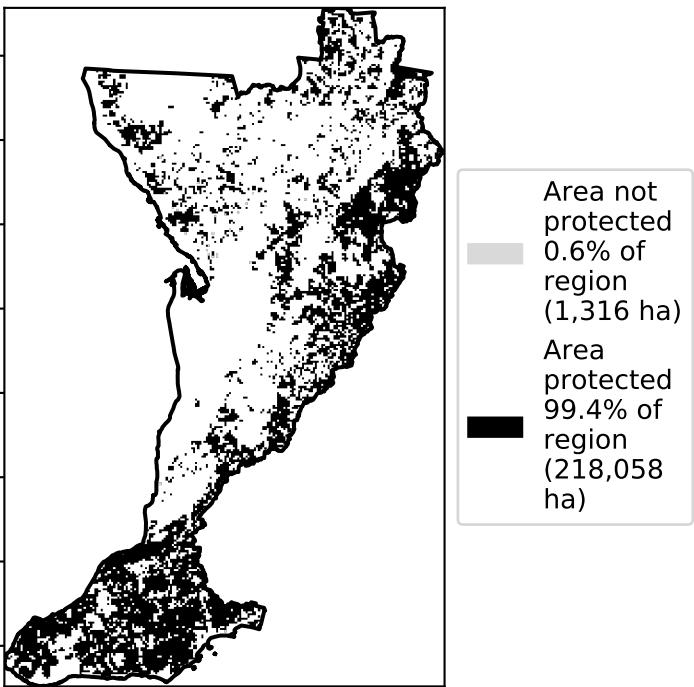 Area not
protected
0.6% of
region
(1,316 ha)
Area
protected
99.4% of
region
(218,058
ha)